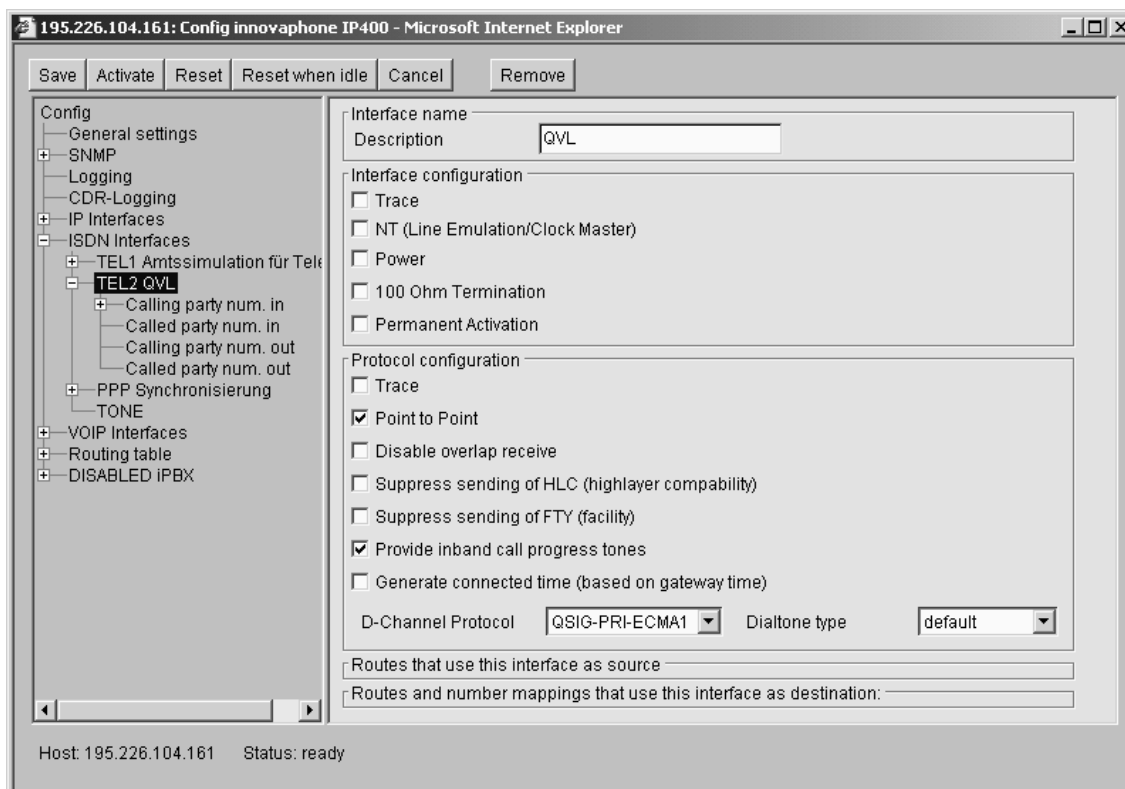 195.226.104.161: Config innovaphone IP400 - Microsoft Internet Explorer
Save Activate Reset Reset when idle Cancel Remove
Config
General settings
SNMP
Logging
CDR-Logging
IP Interfaces
ISDN Interfaces
TEL1 Amtssimulation für Tele
TEL2 QVL
Calling party num. in
Called party num. in
Calling party num. out
Called party num. out
PPP Synchronisierung
TONE
VOIP Interfaces
Routing table
DISABLED iPBX
Interface name
Description QVL
Interface configuration
Trace
NT (Line Emulation/Clock Master)
Power
100 Ohm Termination
Permanent Activation
Protocol configuration
Trace
Point to Point
Disable overlap receive
Suppress sending of HLC (highlayer compability)
Suppress sending of FTY (facility)
Provide inband call progress tones
Generate connected time (based on gateway time)
D-Channel Protocol QSIG-PRI-ECMA1 Dialtone type default
Routes that use this interface as source
Routes and number mappings that use this interface as destination:
Host: 195.226.104.161 Status: ready